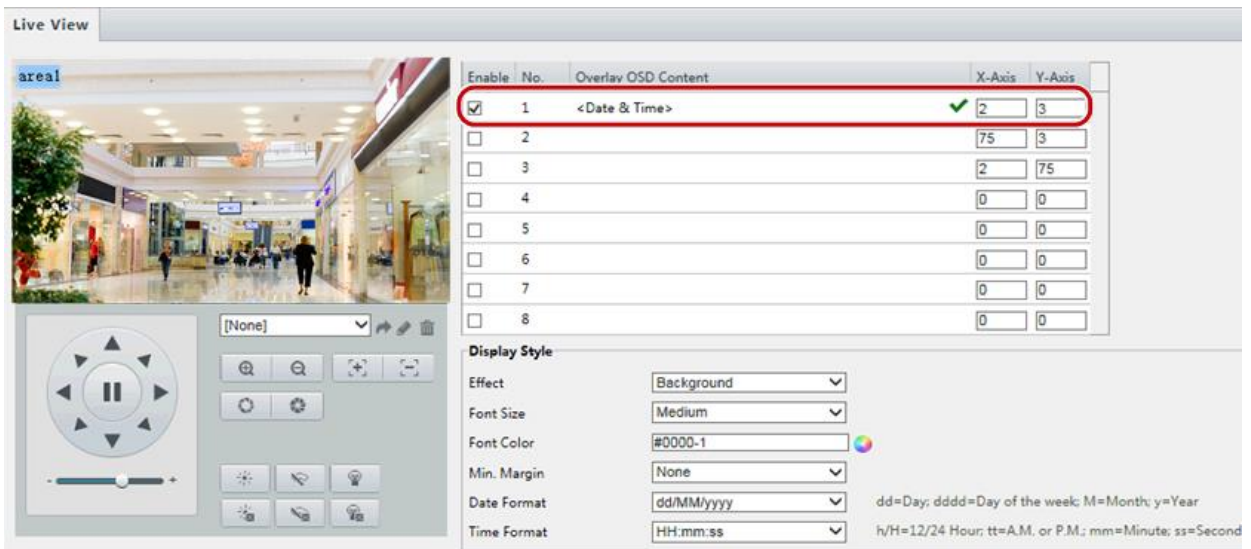 Live View
area1
Enable No. Overlay OSD Content X-Axis Y-Axis
1 <Date & Time> 2 3
2 75 3
3 2 75
4 0 0
5 0 0
6 0 0
7 0 0
8 0 0
[None]
Display Style
Effect Background
Font Size Medium
Font Color #0000-1
Min. Margin None
Date Format dd/MM/yyyy dd=Day; dddd=Day of the week; M=Month; y=Year
Time Format HH:mm:ss h/H=12/24 Hour; tt=A.M. or P.M.; mm=Minute; ss=Second